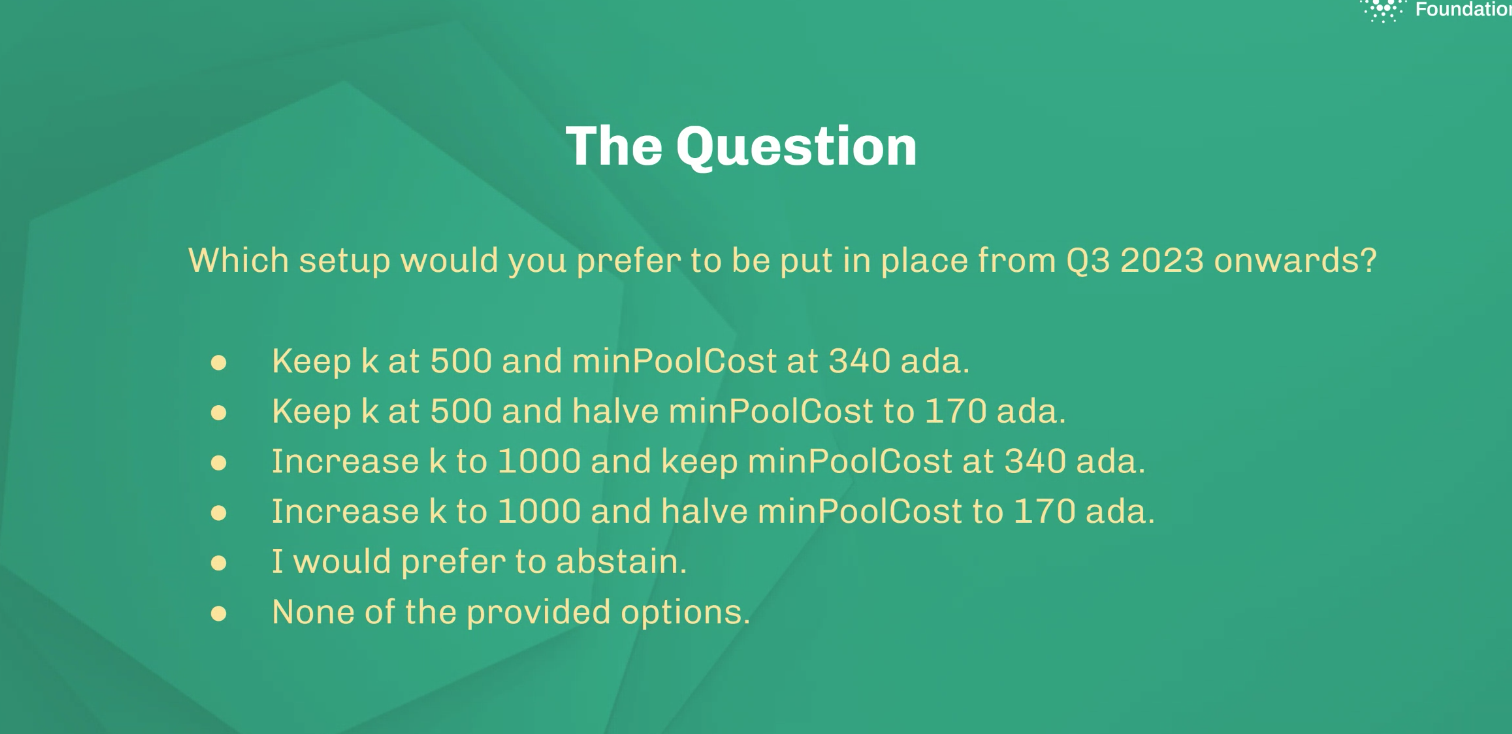 Foundation
The Question
Which setup would you prefer to be put in place from Q3 2023 onwards?
● Keep k at 500 and minPoolCost at 340 ada.
● Keep k at 500 and halve minPoolCost to 170 ada.
● Increase k to 1000 and keep minPoolCost at 340 ada.
● Increase k to 1000 and halve minPoolCost to 170 ada.
● I would prefer to abstain.
● None of the provided options.